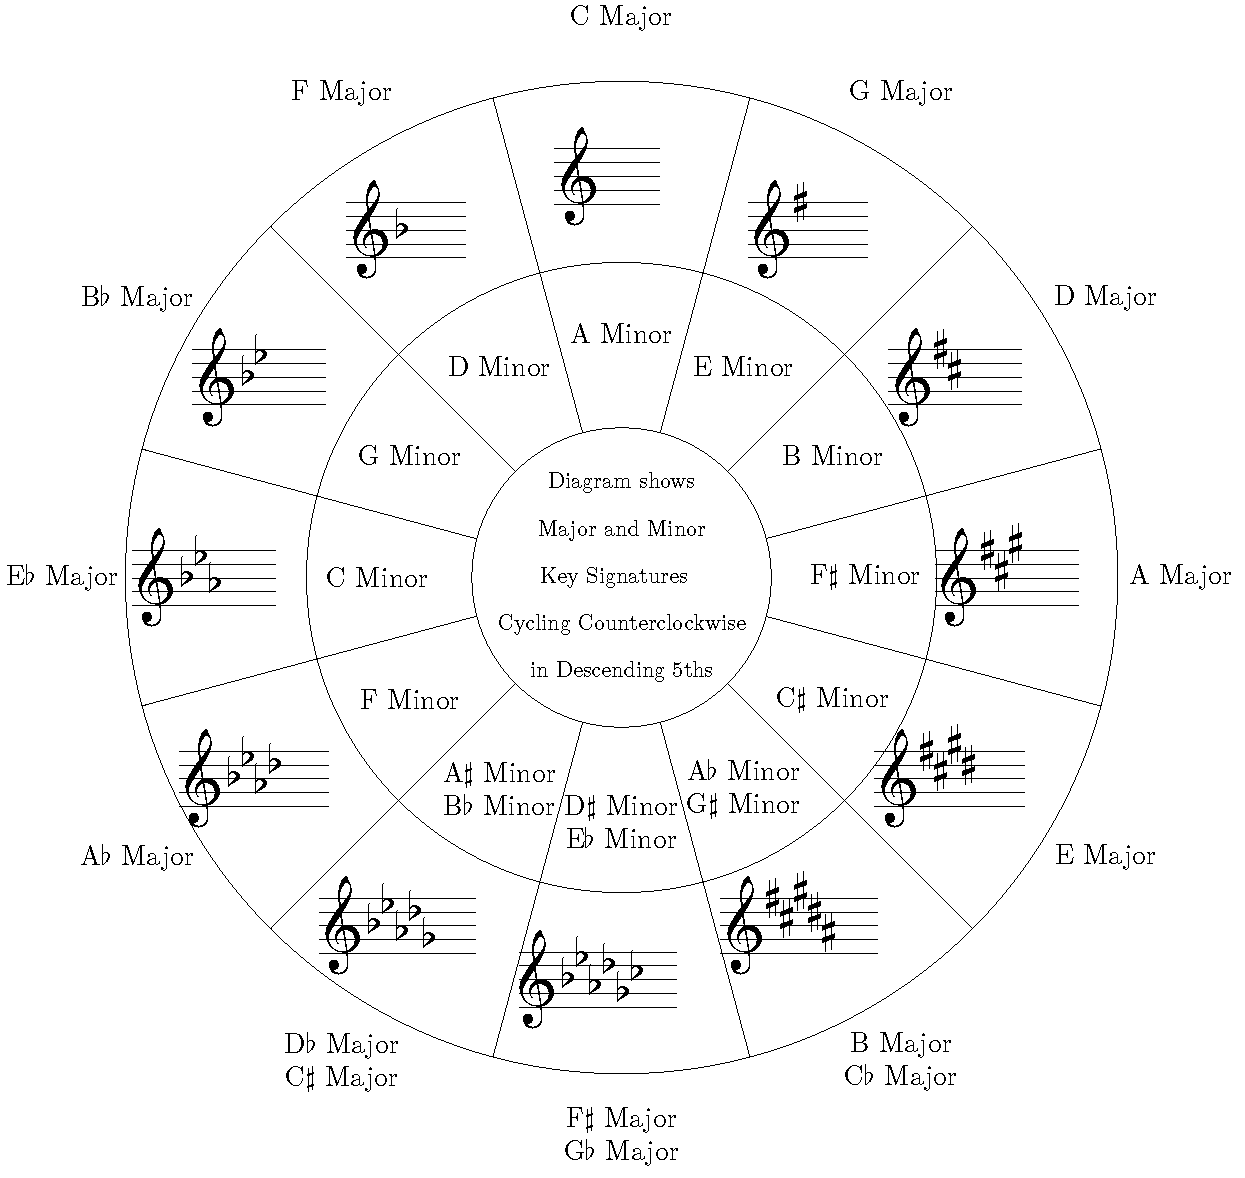 C Major
F Major
G Major
B♭ Major
D Major
A Minor
D Minor
E Minor
G Minor
B Minor
Diagram shows
Major and Minor
Key Signatures
Cycling Counterclockwise
in Descending 5ths
E♭ Major
C Minor
F♯ Minor
A Major
F Minor
C♯ Minor
A♯ Minor
B♭ Minor
D♯ Minor
E♭ Minor
A♭ Minor
G♯ Minor
A♭ Major
E Major
D♭ Major
C♯ Major
B Major
C♭ Major
F♯ Major
G♭ Major